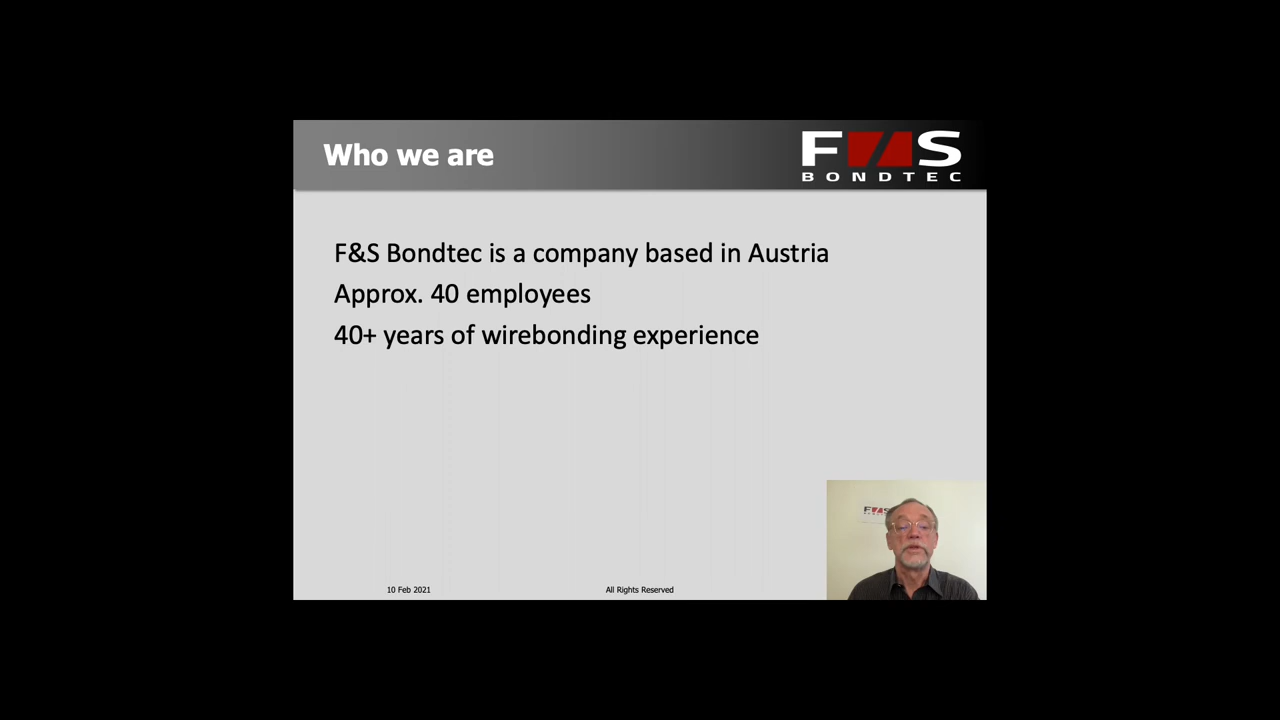 Who we are
F S
BONDTEC
F&S Bondtec is a company based in Austria
Approx. 40 employees
40+ years of wirebonding experience
F S
10 Feb 2021
All Rights Reserved